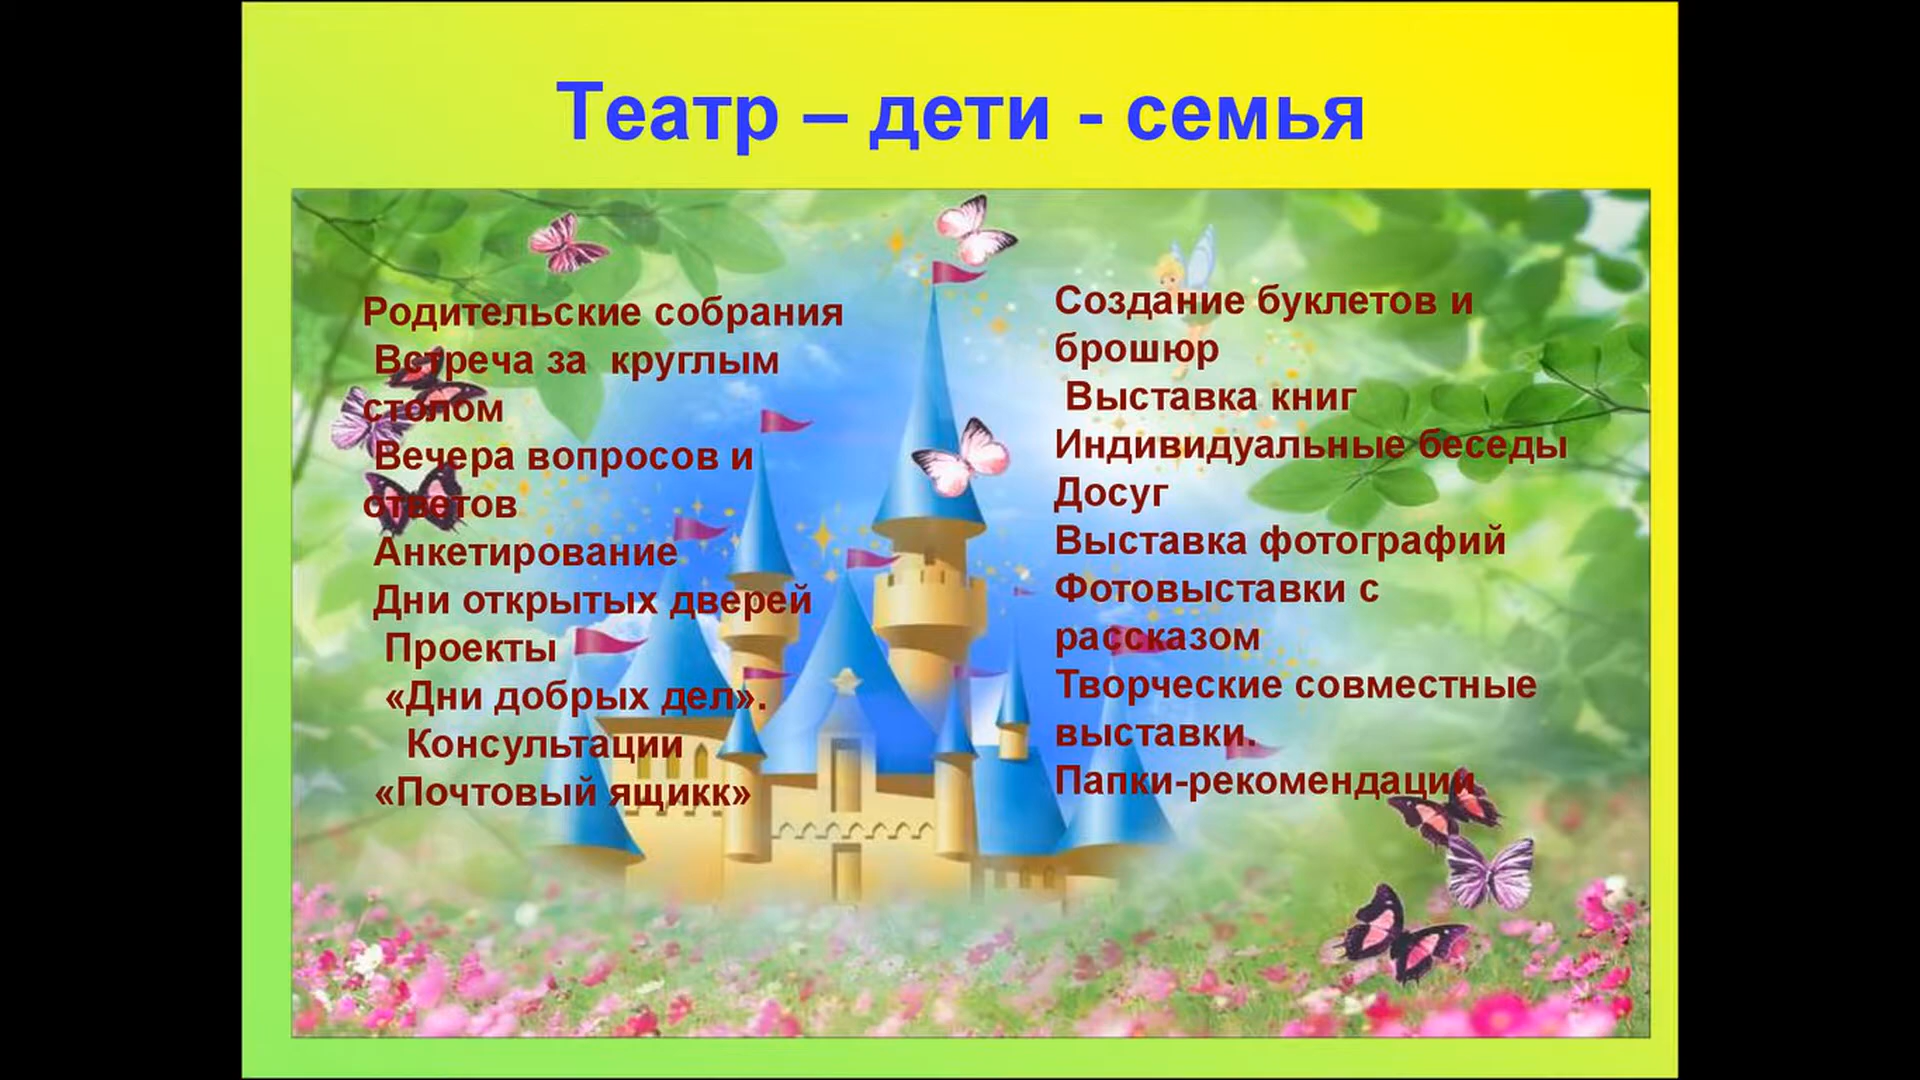 Театр – дети - семья
Родительские собрания
Встреча за круглым
столом
Вечера вопросов и
ответов
Анкетирование
Дни открытых дверей
Проекты
«Дни добрых дел».
Консультации
«Почтовый ящикк»
Создание буклетов и
брошюр
Выставка книг
Индивидуальные беседы
Досуг
Выставка фотографий
Фотовыставки с
рассказом
Творческие совместные
выставки.
Папки-рекомендации